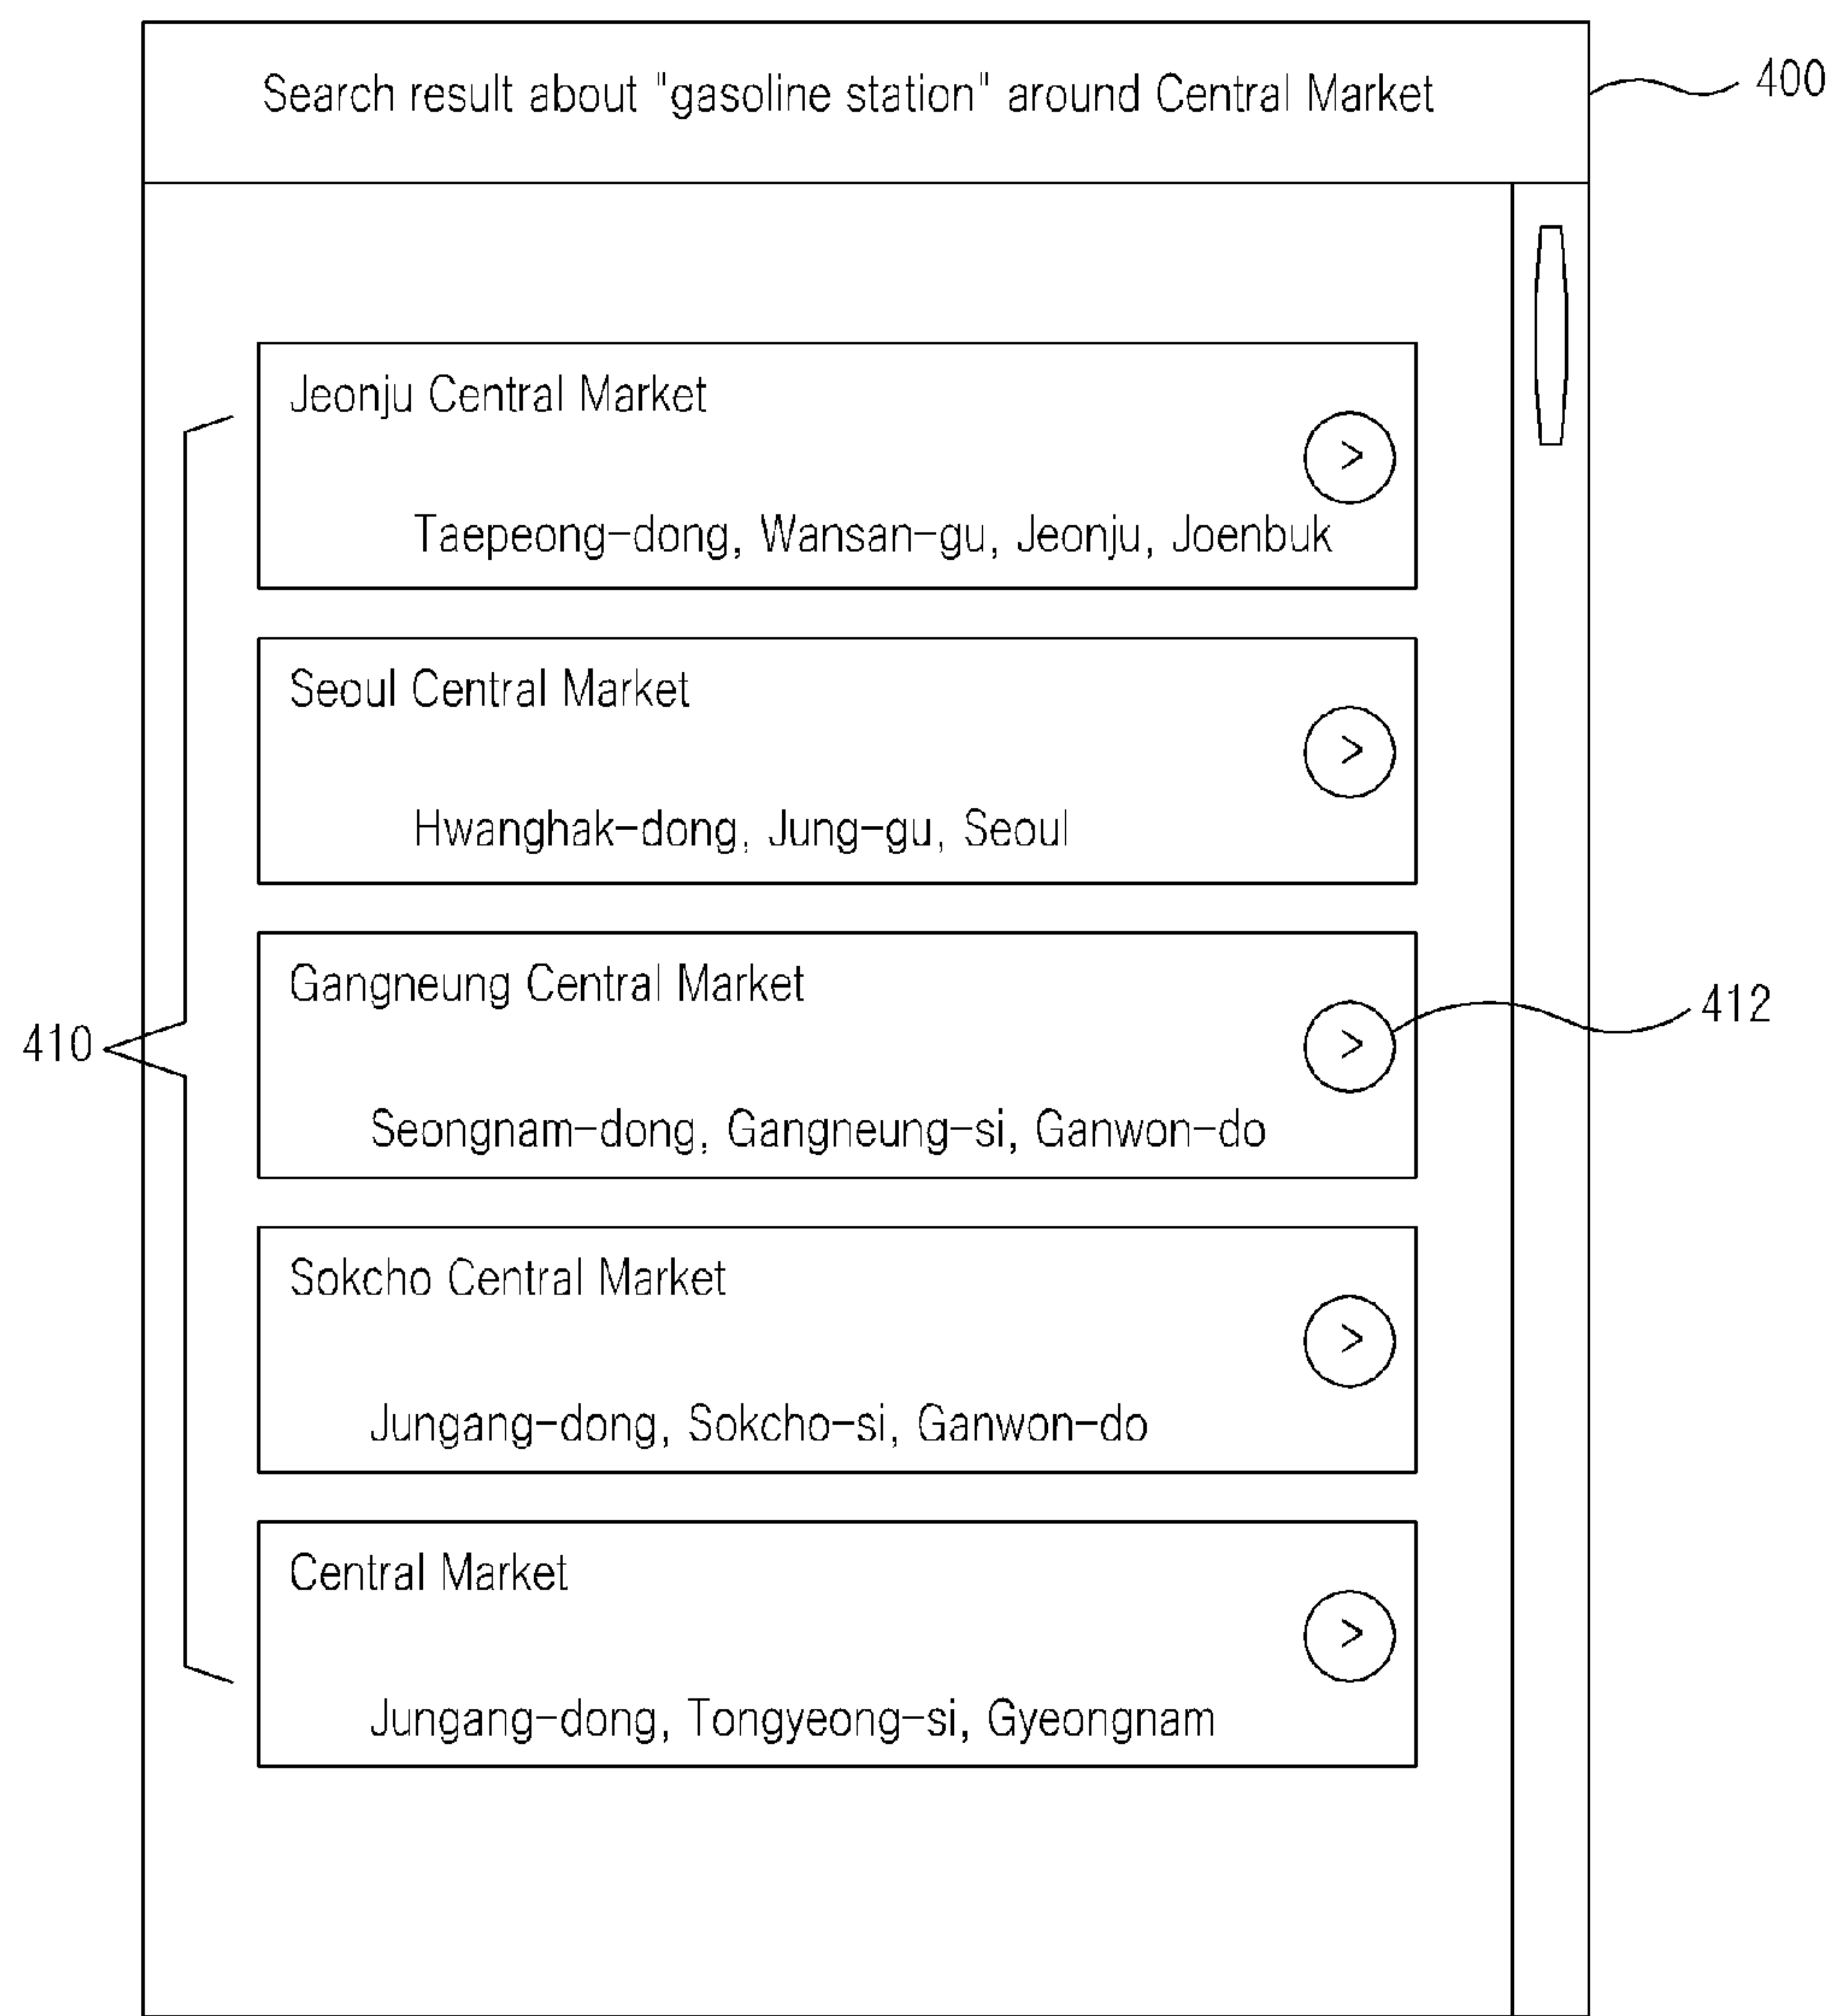 Search result about "gasoline station" around Central Market
400
Jeonju Central Market
>
Taepeong-dong, Wansan-gu, Jeonju, Joenbuk
Seoul Central Market
>
Hwanghak-dong, Jung-gu, Seoul
Gangneung Central Market
412
410
>
Seongnam-dong, Gangneung-si, Ganwon-do
Sokcho Central Market
>
Jungang-dong, Sokcho-si, Ganwon-do
Central Market
>
Jungang-dong, Tongyeong-si, Gyeongnam